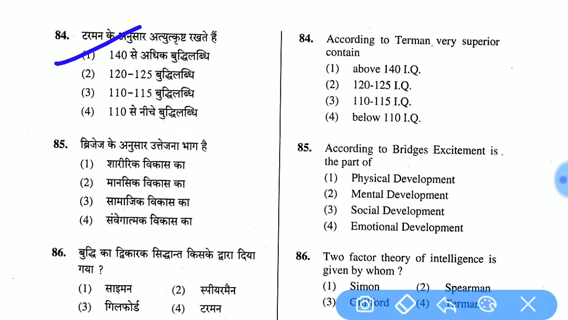 84. टरमन के अनुसार अत्युत्कृष्ट रखते हैं
(1) 140 से अधिक बुद्धिलब्धि
(2) 120-125 बुद्धिलब्धि
(3) 110-115 बुद्धिलब्धि
(4) 110 से नीचे बुद्धिलब्धि
85. ब्रिजेज के अनुसार उत्तेजना भाग है
(1) शारीरिक विकास का
(2) मानसिक विकास का
(3) सामाजिक विकास का
(4) संवेगात्मक विकास का
86. बुद्धि का द्विकारक सिद्धान्त किसके द्वारा दिया
गया ?
(1) साइमन (2) स्पीयरमैन
(3) गिलफोर्ड (4) टरमन
84. According to Terman very superior
contain
(1) above 140 I.Q.
(2) 120-125 I.Q.
(3) 110-115 I.Q.
(4) below 110 I.Q.
85. According to Bridges Excitement is
the part of
(1) Physical Development
(2) Mental Development
(3) Social Development
(4) Emotional Development
86. Two factor theory of intelligence is
given by whom ?
(1) Simon (2) Spearman
(3) (4) Terman